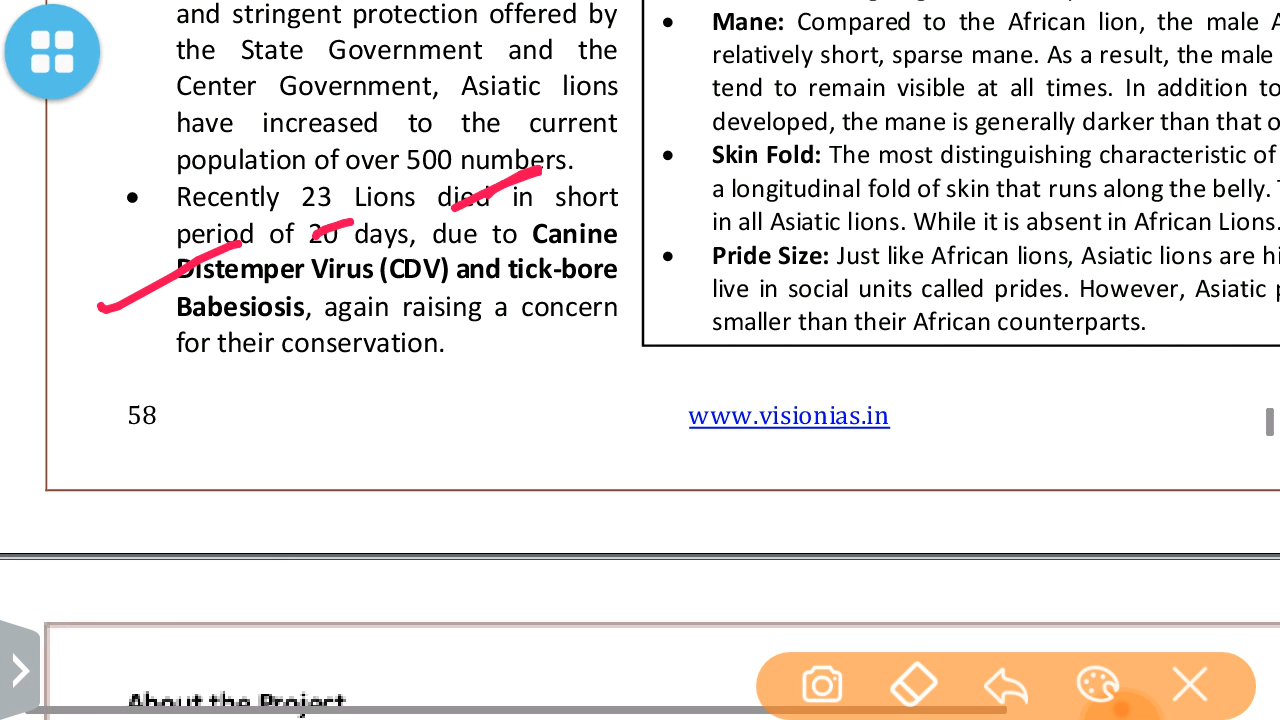 and stringent protection offered by
the State Government and the
Center Government, Asiatic lions
have increased to the current
population of over 500 numbers.
• Recently 23 Lions died in short
period of 20 days, due to Canine
Distemper Virus (CDV) and tick-bore
Babesiosis, again raising a concern
for their conservation.
• Mane: Compared to the African lion, the male A
relatively short, sparse mane. As a result, the male
tend to remain visible at all times. In addition to
developed, the mane is generally darker than that o
• Skin Fold: The most distinguishing characteristic of
a longitudinal fold of skin that runs along the belly. T
in all Asiatic lions. While it is absent in African Lions.
• Pride Size: Just like African lions, Asiatic lions are hi
live in social units called prides. However, Asiatic p
smaller than their African counterparts.
58
www.visionias.in
About the Project